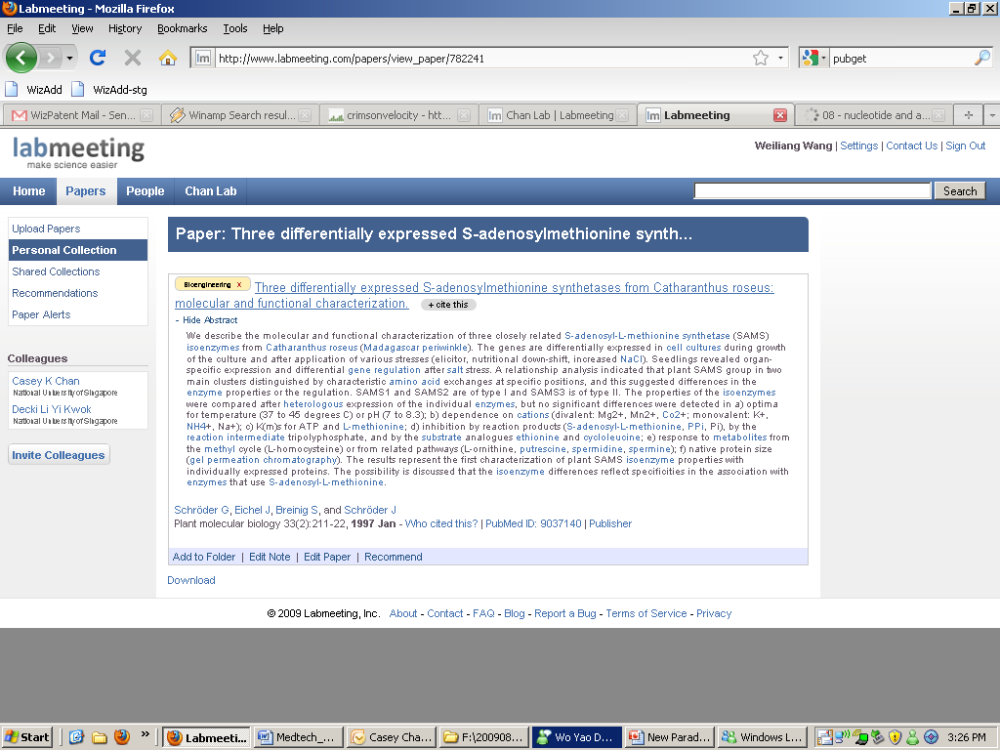 Labmeeting - Mozilla Firefox
File Edit View History Bookmarks Tools Help
http://www.labmeeting.com/papers/view_paper/782241
pubget
WizAdd WizAdd-stg
WizPatent Mail - Sen... Winamp Search resul... crimsonvelocity - htt... Chan Lab | Labmeeting Labmeeting 08 - nucleotide and a...
labmeeting
make science easier
Weiliang Wang | Settings | Contact Us | Sign Out
Home Papers People Chan Lab Search
Upload Papers
Personal Collection
Shared Collections
Recommendations
Paper Alerts
Colleagues
Casey K Chan
National University of Singapore
Decki Li Yi Kwok
National University of Singapore
Invite Colleagues
Paper: Three differentially expressed S-adenosylmethionine synth...
Bioengineering X Three differentially expressed S-adenosylmethionine synthetases from Catharanthus roseus:
molecular and functional characterization. + cite this
- Hide Abstract
We describe the molecular and functional characterization of three closely related S-adenosyl-L-methionine synthetase (SAMS)
isoenzymes from Catharanthus roseus (Madagascar periwinkle). The genes are differentially expressed in cell cultures during growth
of the culture and after application of various stresses (elicitor, nutritional down-shift, increased NaCl). Seedlings revealed organ-
specific expression and differential gene regulation after salt stress. A relationship analysis indicated that plant SAMS group in two
main clusters distinguished by characteristic amino acid exchanges at specific positions, and this suggested differences in the
enzyme properties or the regulation. SAMS1 and SAMS2 are of type I and SAMS3 is of type II. The properties of the isoenzymes
were compared after heterologous expression of the individual enzymes, but no significant differences were detected in a) optima
for temperature (37 to 45 degrees C) or pH (7 to 8.3); b) dependence on cations (divalent: Mg2+, Mn2+, Co2+; monovalent: K+,
NH4+, Na+); c) K(m)s for ATP and L-methionine; d) inhibition by reaction products (S-adenosyl-L-methionine, PPi, Pi), by the
reaction intermediate tripolyphosphate, and by the substrate analogues ethionine and cycloleucine; e) response to metabolites from
the methyl cycle (L-homocysteine) or from related pathways (L-ornithine, putrescine, spermidine, spermine); f) native protein size
(gel permeation chromatography). The results represent the first characterization of plant SAMS isoenzyme properties with
individually expressed proteins. The possibility is discussed that the isoenzyme differences reflect specificities in the association with
enzymes that use S-adenosyl-L-methionine.
Schröder G, Eichel J, Breinig S, and Schröder J
Plant molecular biology 33(2):211-22, 1997 Jan - Who cited this? | PubMed ID: 9037140 | Publisher
Add to Folder | Edit Note | Edit Paper | Recommend
Download
© 2009 Labmeeting, Inc. About - Contact - FAQ - Blog - Report a Bug - Terms of Service - Privacy
Start » Labmeeti... Medtech_... Casey Cha... F:\200908... Wo Yao D... New Parad... Windows L... 3:26 PM